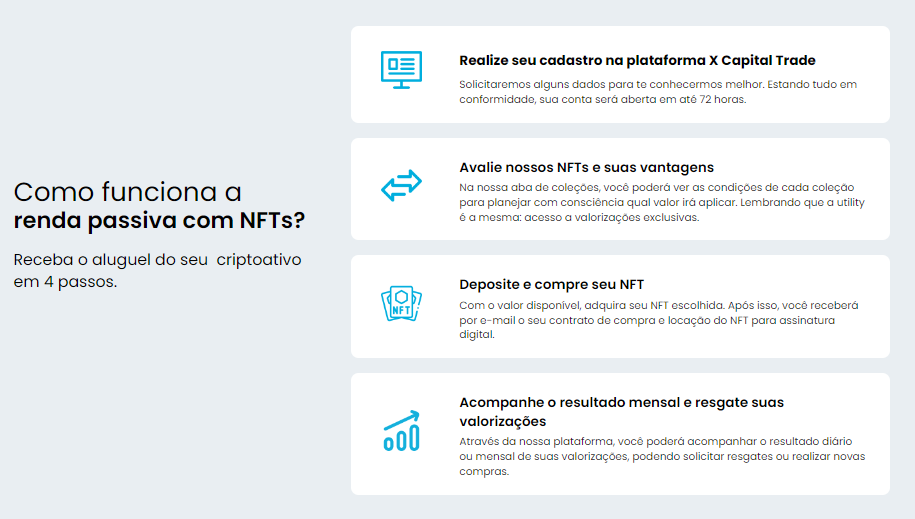 Como funciona a
renda passiva com NFTs?
Receba o aluguel do seu criptoativo
em 4 passos.
Realize seu cadastro na plataforma X Capital Trade
Solicitaremos alguns dados para te conhecermos melhor. Estando tudo em
conformidade, sua conta será aberta em até 72 horas.
Avalie nossos NFTs e suas vantagens
Na nossa aba de coleções, você poderá ver as condições de cada coleção
para planejar com consciência qual valor irá aplicar. Lembrando que a utility
é a mesma: acesso a valorizações exclusivas.
NFT
Deposite e compre seu NFT
Com o valor disponível, adquira seu NFT escolhida. Após isso, você receberá
por e-mail o seu contrato de compra e locação do NFT para assinatura
digital.
Acompanhe o resultado mensal e resgate suas
valorizações
Através da nossa plataforma, você poderá acompanhar o resultado diário
ou mensal de suas valorizações, podendo solicitar resgates ou realizar novas
compras.